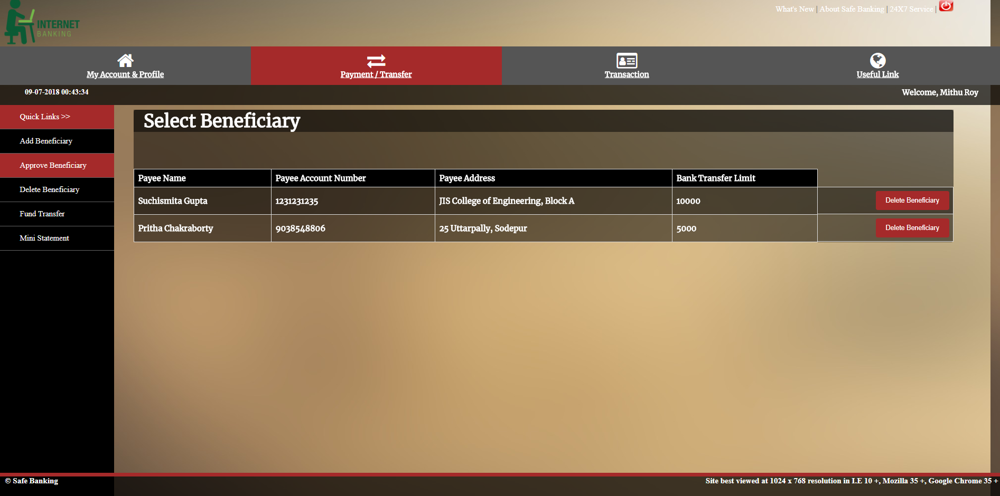 INTERNET
BANKING
What's New | About Safe Banking | 24X7 Service |
My Account & Profile
Payment / Transfer
Transaction
Useful Link
09-07-2018 00:43:34
Welcome, Mithu Roy
Quick Links >>
Add Beneficiary
Approve Beneficiary
Delete Beneficiary
Fund Transfer
Mini Statement
Select Beneficiary
Payee Name Payee Account Number Payee Address Bank Transfer Limit
Suchismita Gupta 1231231235 JIS College of Engineering, Block A 10000 Delete Beneficiary
Pritha Chakraborty 9038548806 25 Uttarpally, Sodepur 5000 Delete Beneficiary
© Safe Banking
Site best viewed at 1024 x 768 resolution in I.E 10 +, Mozilla 35 +, Google Chrome 35 +